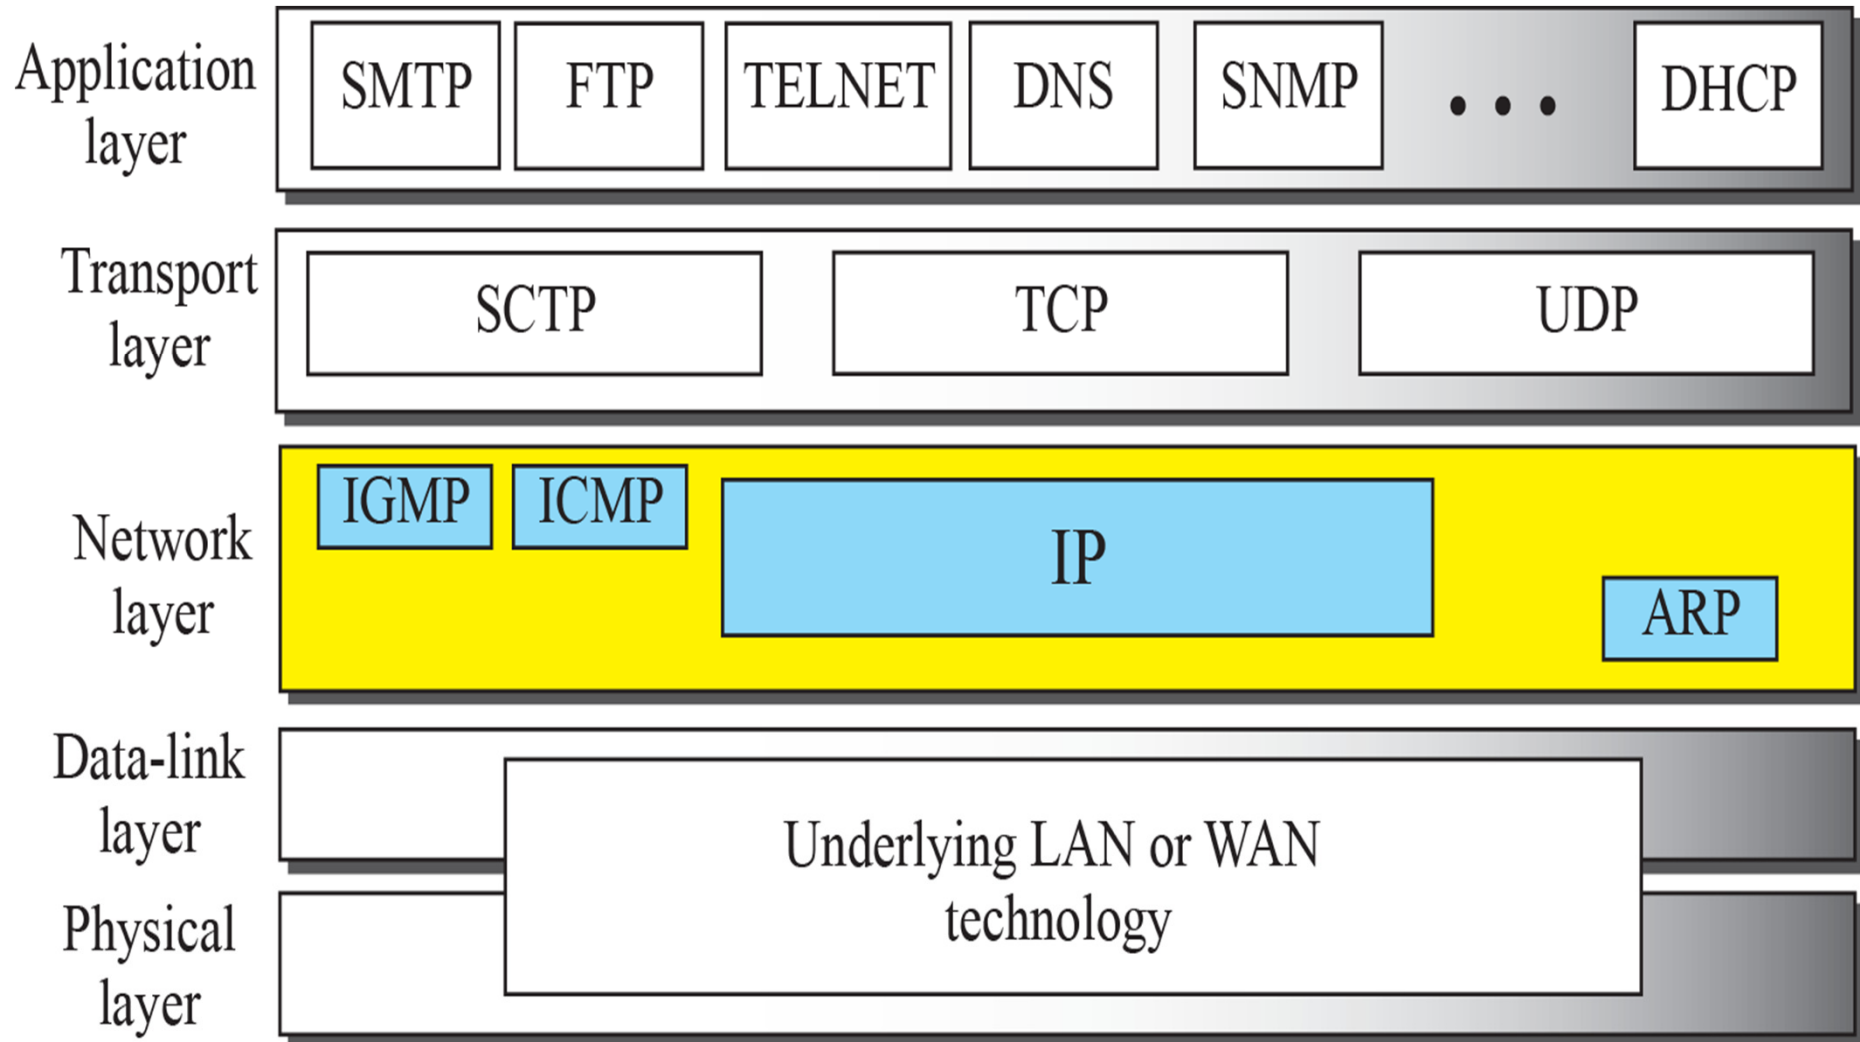 Application
layer
SMTP
FTP
TELNET
DNS
SNMP
• • •
DHCP
Transport
layer
SCTP
TCP
UDP
Network
layer
IGMP
ICMP
IP
ARP
Data-link
layer
Underlying LAN or WAN
technology
Physical
layer